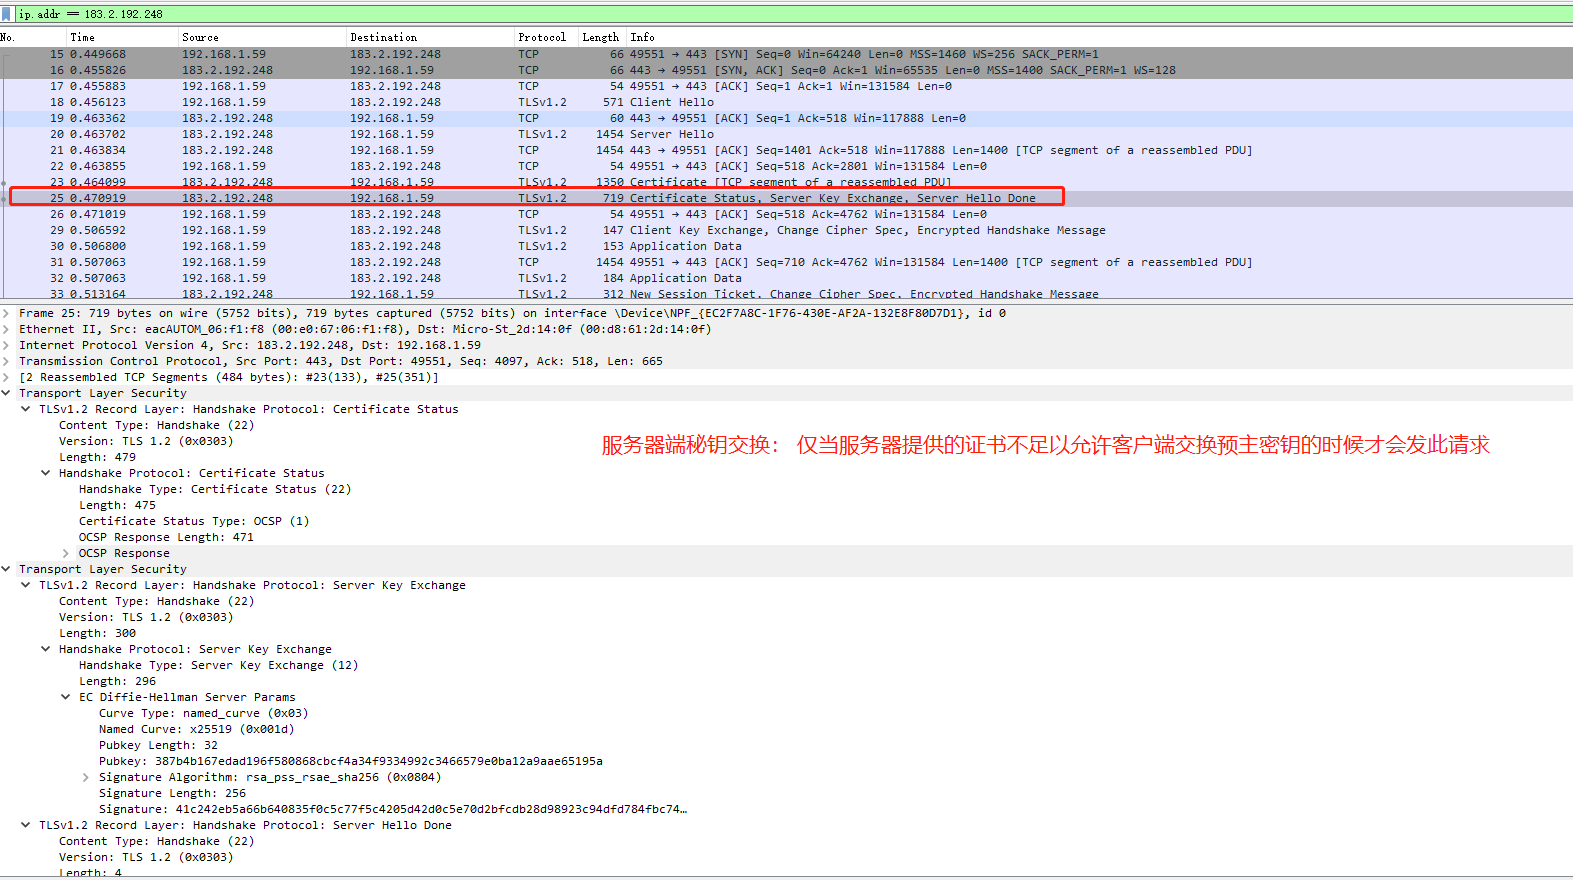 ip.addr == 183.2.192.248
No. Time Source Destination Protocol Length Info
15 0.449668 192.168.1.59 183.2.192.248 TCP 66 49551 → 443 [SYN] Seq=0 Win=64240 Len=0 MSS=1460 WS=256 SACK_PERM=1
16 0.455826 183.2.192.248 192.168.1.59 TCP 66 443 → 49551 [SYN, ACK] Seq=0 Ack=1 Win=65535 Len=0 MSS=1400 SACK_PERM=1 WS=128
17 0.455883 192.168.1.59 183.2.192.248 TCP 54 49551 → 443 [ACK] Seq=1 Ack=1 Win=131584 Len=0
18 0.456123 192.168.1.59 183.2.192.248 TLSv1.2 571 Client Hello
19 0.463362 183.2.192.248 192.168.1.59 TCP 60 443 → 49551 [ACK] Seq=1 Ack=518 Win=117888 Len=0
20 0.463702 183.2.192.248 192.168.1.59 TLSv1.2 1454 Server Hello
21 0.463834 183.2.192.248 192.168.1.59 TCP 1454 443 → 49551 [ACK] Seq=1401 Ack=518 Win=117888 Len=1400 [TCP segment of a reassembled PDU]
22 0.463855 192.168.1.59 183.2.192.248 TCP 54 49551 → 443 [ACK] Seq=518 Ack=2801 Win=131584 Len=0
23 0.464099 183.2.192.248 192.168.1.59 TLSv1.2 1350 Certificate [TCP segment of a reassembled PDU]
25 0.470919 183.2.192.248 192.168.1.59 TLSv1.2 719 Certificate Status, Server Key Exchange, Server Hello Done
26 0.471019 192.168.1.59 183.2.192.248 TCP 54 49551 → 443 [ACK] Seq=518 Ack=4762 Win=131584 Len=0
29 0.506592 192.168.1.59 183.2.192.248 TLSv1.2 147 Client Key Exchange, Change Cipher Spec, Encrypted Handshake Message
30 0.506800 192.168.1.59 183.2.192.248 TLSv1.2 153 Application Data
31 0.507063 192.168.1.59 183.2.192.248 TCP 1454 49551 → 443 [ACK] Seq=710 Ack=4762 Win=131584 Len=1400 [TCP segment of a reassembled PDU]
32 0.507063 192.168.1.59 183.2.192.248 TLSv1.2 184 Application Data
33 0.513164 183.2.192.248 192.168.1.59 TLSv1.2 312 New Session Ticket, Change Cipher Spec, Encrypted Handshake Message
Frame 25: 719 bytes on wire (5752 bits), 719 bytes captured (5752 bits) on interface \Device\NPF_{EC2F7A8C-1F76-430E-AF2A-132E8F80D7D1}, id 0
Ethernet II, Src: eacAUTOM_06:f1:f8 (00:e0:67:06:f1:f8), Dst: Micro-St_2d:14:0f (00:d8:61:2d:14:0f)
Internet Protocol Version 4, Src: 183.2.192.248, Dst: 192.168.1.59
Transmission Control Protocol, Src Port: 443, Dst Port: 49551, Seq: 4097, Ack: 518, Len: 665
[2 Reassembled TCP Segments (484 bytes): #23(133), #25(351)]
Transport Layer Security
TLSv1.2 Record Layer: Handshake Protocol: Certificate Status
Content Type: Handshake (22)
Version: TLS 1.2 (0x0303)
服务器端秘钥交换： 仅当服务器提供的证书不足以允许客户端交换预主密钥的时候才会发此请求
Length: 479
Handshake Protocol: Certificate Status
Handshake Type: Certificate Status (22)
Length: 475
Certificate Status Type: OCSP (1)
OCSP Response Length: 471
OCSP Response
Transport Layer Security
TLSv1.2 Record Layer: Handshake Protocol: Server Key Exchange
Content Type: Handshake (22)
Version: TLS 1.2 (0x0303)
Length: 300
Handshake Protocol: Server Key Exchange
Handshake Type: Server Key Exchange (12)
Length: 296
EC Diffie-Hellman Server Params
Curve Type: named_curve (0x03)
Named Curve: x25519 (0x001d)
Pubkey Length: 32
Pubkey: 387b4b167edad196f580868cbcf4a34f9334992c3466579e0ba12a9aae65195a
Signature Algorithm: rsa_pss_rsae_sha256 (0x0804)
Signature Length: 256
Signature: 41c242eb5a66b640835f0c5c77f5c4205d42d0c5e70d2bfcdb28d98923c94dfd784fbc74…
TLSv1.2 Record Layer: Handshake Protocol: Server Hello Done
Content Type: Handshake (22)
Version: TLS 1.2 (0x0303)
Length: 4